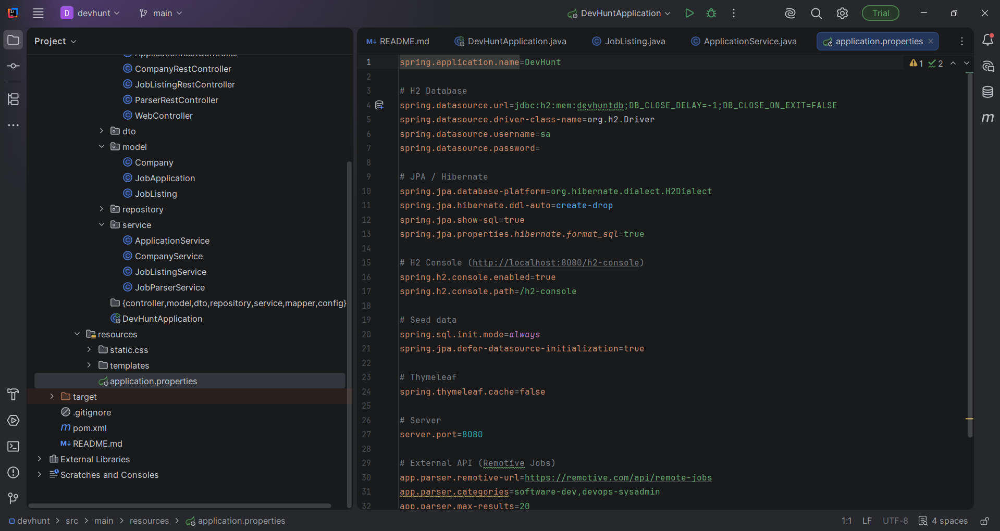 D devhunt main DevHuntApplication Trial
Project
README.md DevHuntApplication.java JobListing.java ApplicationService.java application.properties
ApplicationRestController
CompanyRestController
JobListingRestController
ParserRestController
WebController
dto
model
Company
JobApplication
JobListing
repository
service
ApplicationService
CompanyService
JobListingService
JobParserService
{controller,model,dto,repository,service,mapper,config}
DevHuntApplication
resources
static.css
templates
application.properties
target
.gitignore
pom.xml
README.md
External Libraries
Scratches and Consoles
1 spring.application.name=DevHunt 1 2
2
3 # H2 Database
4 spring.datasource.url=jdbc:h2:mem:devhuntdb;DB_CLOSE_DELAY=-1;DB_CLOSE_ON_EXIT=FALSE
5 spring.datasource.driver-class-name=org.h2.Driver
6 spring.datasource.username=sa
7 spring.datasource.password=
8
9 # JPA / Hibernate
10 spring.jpa.database-platform=org.hibernate.dialect.H2Dialect
11 spring.jpa.hibernate.ddl-auto=create-drop
12 spring.jpa.show-sql=true
13 spring.jpa.properties.hibernate.format_sql=true
14
15 # H2 Console (http://localhost:8080/h2-console)
16 spring.h2.console.enabled=true
17 spring.h2.console.path=/h2-console
18
19 # Seed data
20 spring.sql.init.mode=always
21 spring.jpa.defer-datasource-initialization=true
22
23 # Thymeleaf
24 spring.thymeleaf.cache=false
25
26 # Server
27 server.port=8080
28
29 # External API (Remotive Jobs)
30 app.parser.remotive-url=https://remotive.com/api/remote-jobs
31 app.parser.categories=software-dev,devops-sysadmin
32 app.parser.max-results=20
devhunt > src > main > resources > application.properties 1:1 LF UTF-8 4 spaces